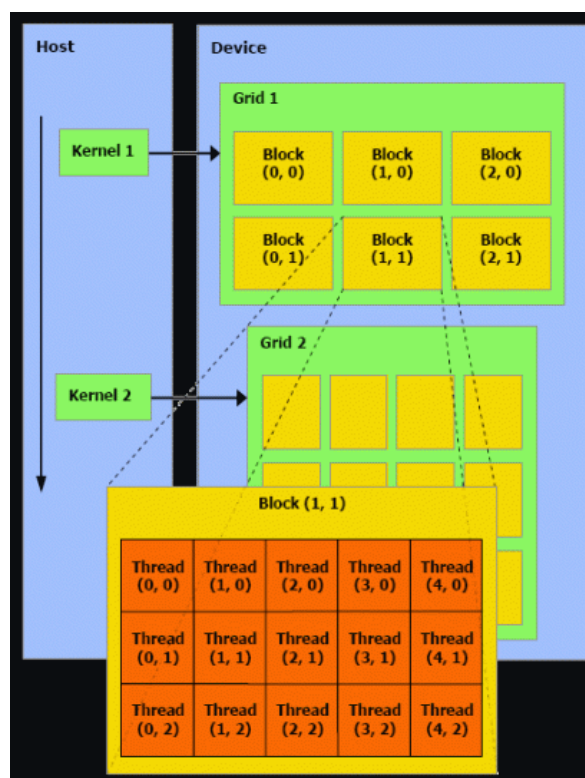 Host
Device
Grid 1
Kernel 1
Block
(0, 0)
Block
(1, 0)
Block
(2, 0)
Block
(0, 1)
Block
(1, 1)
Block
(2, 1)
Grid 2
Kernel 2
Block (1, 1)
Thread
(0, 0)
Thread
(1, 0)
Thread
(2, 0)
Thread
(3, 0)
Thread
(4, 0)
Thread
(0, 1)
Thread
(1, 1)
Thread
(2, 1)
Thread
(3, 1)
Thread
(4, 1)
Thread
(0, 2)
Thread
(1, 2)
Thread
(2, 2)
Thread
(3, 2)
Thread
(4, 2)